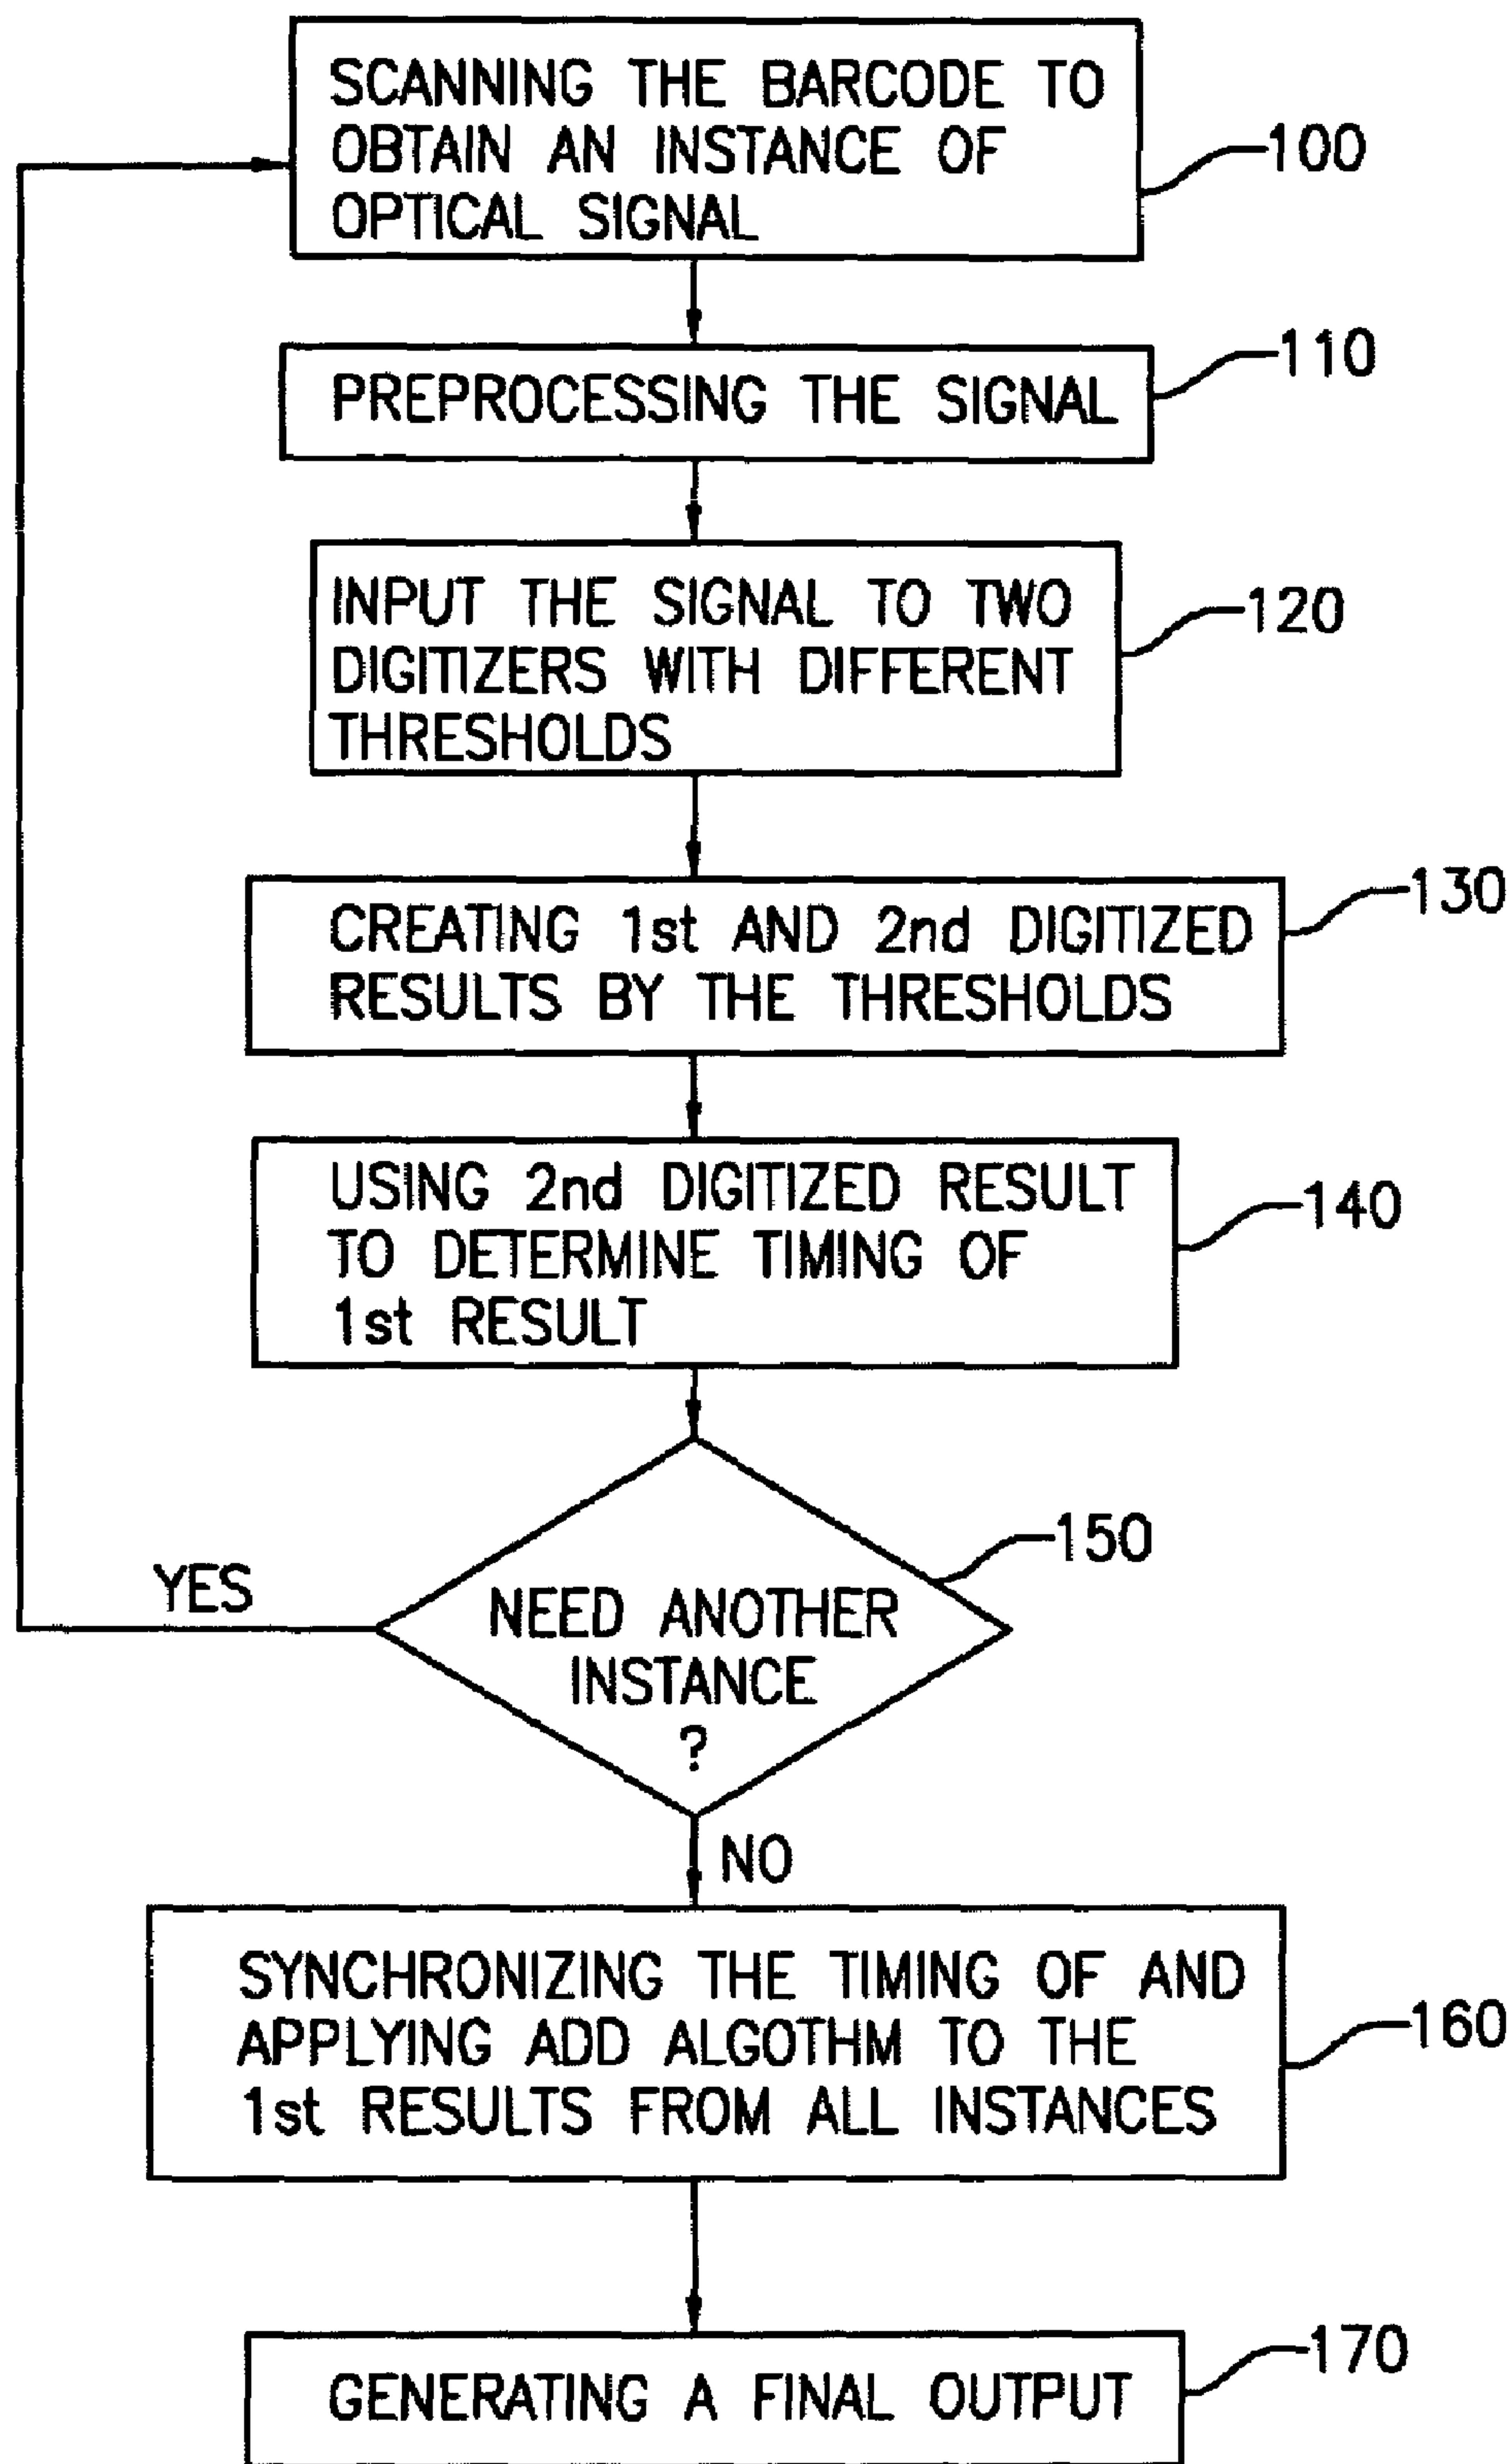 SCANNING THE BARCODE TO
OBTAIN AN INSTANCE OF
OPTICAL SIGNAL
100
PREPROCESSING THE SIGNAL
110
INPUT THE SIGNAL TO TWO
DIGITIZERS WITH DIFFERENT
THRESHOLDS
120
CREATING 1st AND 2nd DIGITIZED
RESULTS BY THE THRESHOLDS
130
USING 2nd DIGITIZED RESULT
TO DETERMINE TIMING OF
1st RESULT
140
YES
NEED ANOTHER
INSTANCE
?
150
NO
SYNCHRONIZING THE TIMING OF AND
APPLYING ADD ALGOTHM TO THE
1st RESULTS FROM ALL INSTANCES
160
GENERATING A FINAL OUTPUT
170